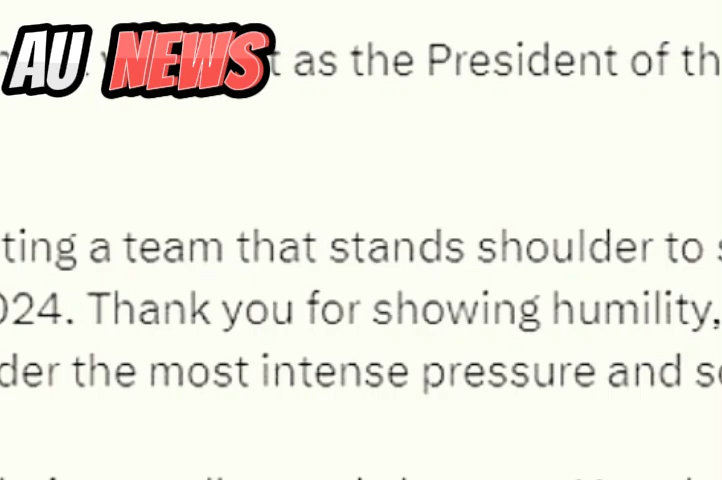 AU NEWS
t as the President of th
ting a team that stands shoulder to s
024. Thank you for showing humility,
der the most intense pressure and so